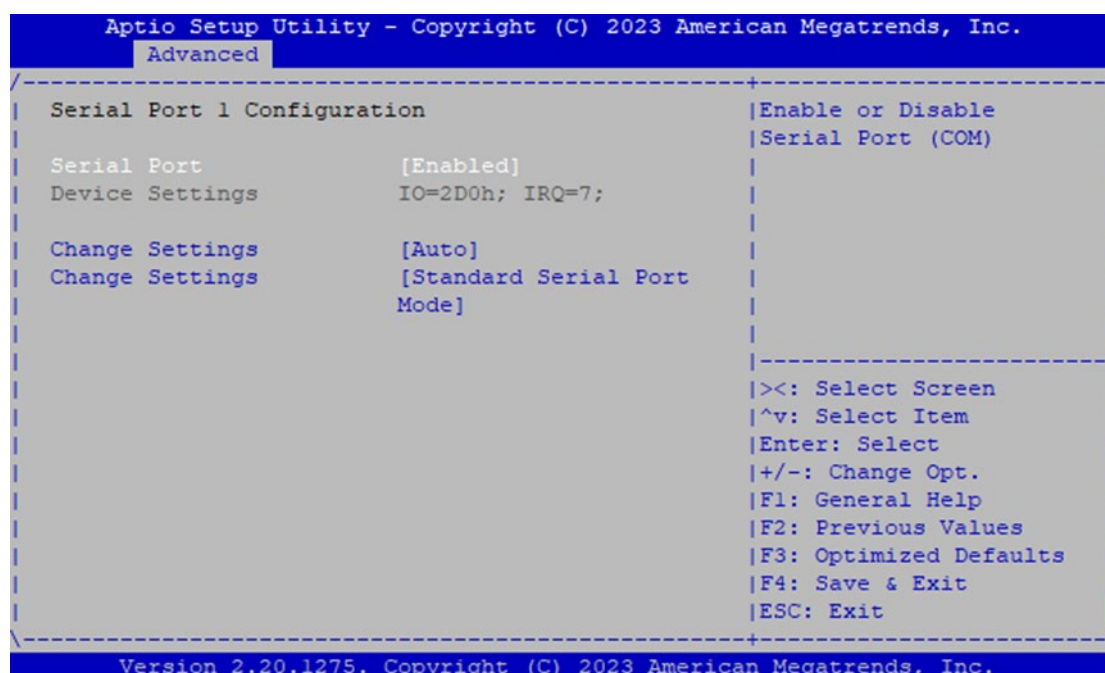 Aptio Setup Utility – Copyright (C) 2023 American Megatrends, Inc.
Advanced
Serial Port 1 Configuration
Serial Port [Enabled]
Device Settings IO=2D0h; IRQ=7;
Change Settings [Auto]
Change Settings [Standard Serial Port
Mode]
Enable or Disable
Serial Port (COM)
><: Select Screen
^v: Select Item
Enter: Select
+/-: Change Opt.
F1: General Help
F2: Previous Values
F3: Optimized Defaults
F4: Save & Exit
ESC: Exit
Version 2.20.1275. Copyright (C) 2023 American Megatrends, Inc.